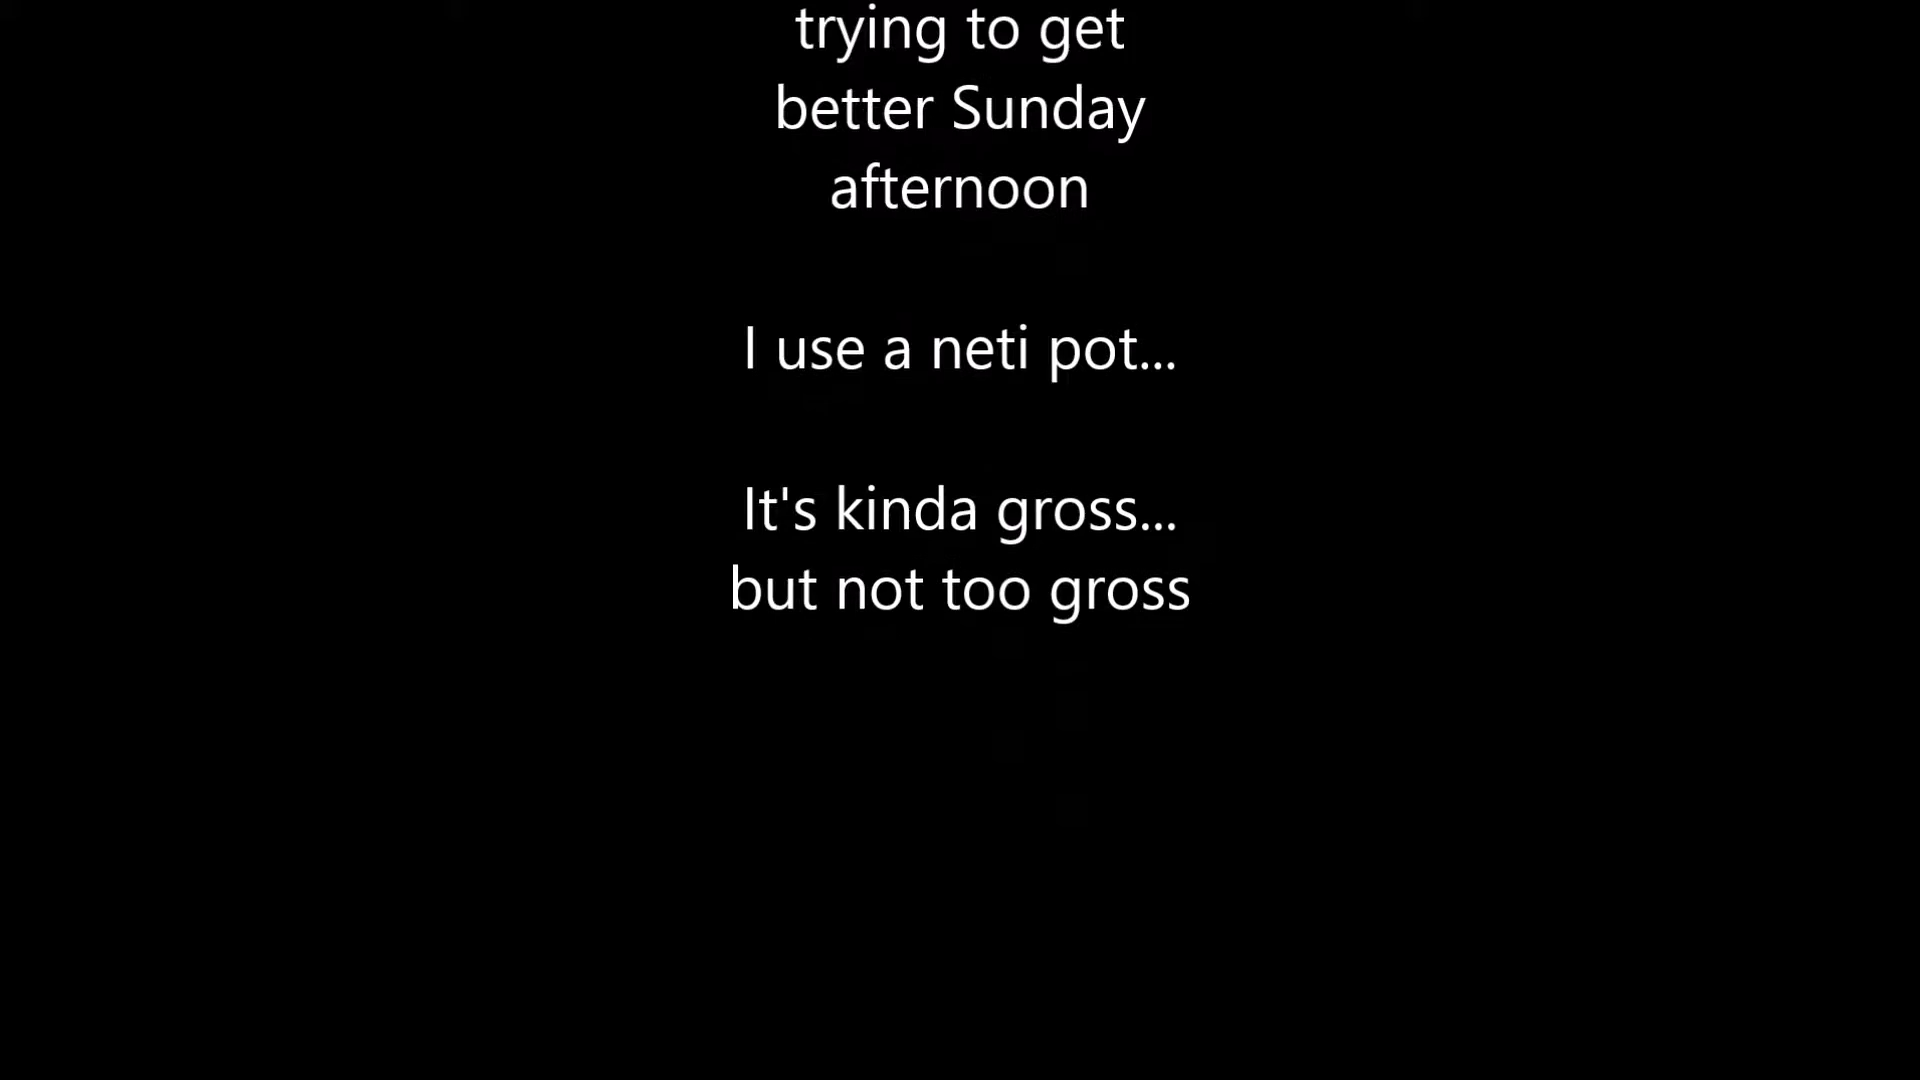 trying to get
better Sunday
afternoon
I use a neti pot...
It's kinda gross...
but not too gross